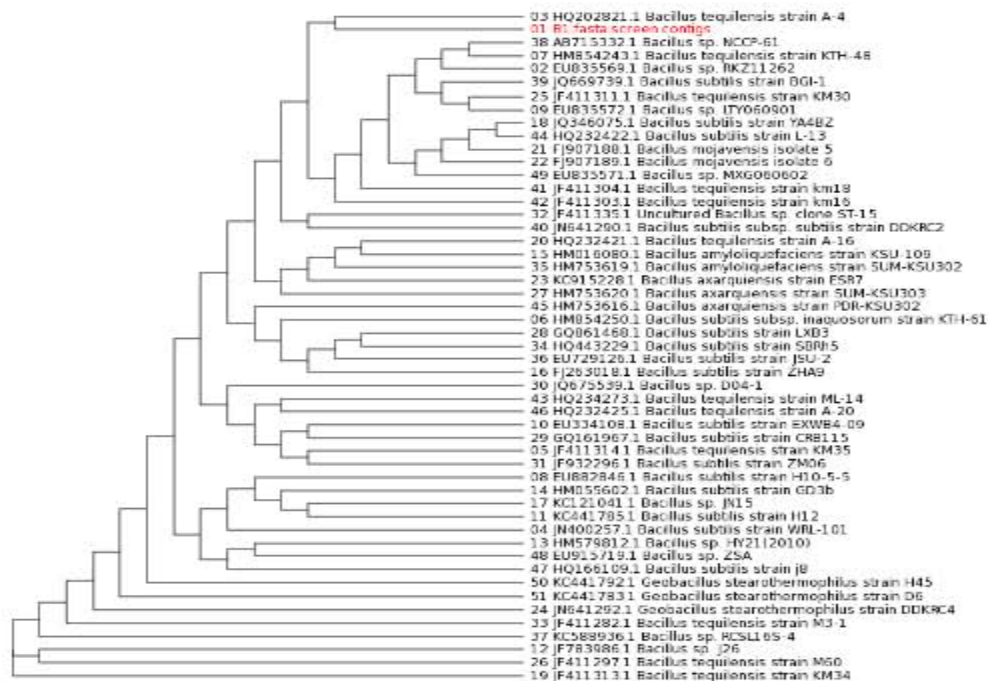 03 HQ202821.1 Bacillus tequilensis strain A-4
01 B1.fasta.screen.contigs
38 AB715332.1 Bacillus sp. NCCP-61
07 HM854243.1 Bacillus tequilensis strain KTH-48
02 EU835569.1 Bacillus sp. RKZ11262
39 JQ669739.1 Bacillus subtilis strain BGI-1
25 JF411311.1 Bacillus tequilensis strain KM30
09 EU835572.1 Bacillus sp. LTY060901
18 JQ346075.1 Bacillus subtilis strain YA4BZ
44 HQ232422.1 Bacillus subtilis strain L-13
21 FJ907188.1 Bacillus mojavensis isolate 5
22 FJ907189.1 Bacillus mojavensis isolate 6
49 EU835571.1 Bacillus sp. MXG060602
41 JF411304.1 Bacillus tequilensis strain km18
42 JF411303.1 Bacillus tequilensis strain km16
32 JF411335.1 Uncultured Bacillus sp. clone ST-15
40 JN641290.1 Bacillus subtilis subsp. subtilis strain DDKRC2
20 HQ232421.1 Bacillus tequilensis strain A-16
15 HM016080.1 Bacillus amyloliquefaciens strain KSU-109
35 HM753619.1 Bacillus amyloliquefaciens strain SUM-KSU302
23 KC915228.1 Bacillus axarquiensis strain ESR7
27 HM753620.1 Bacillus axarquiensis strain SUM-KSU303
45 HM753616.1 Bacillus axarquiensis strain PDR-KSU302
06 HM854250.1 Bacillus subtilis subsp. inaquosorum strain KTH-61
28 GQ861468.1 Bacillus subtilis strain LXB3
34 HQ443229.1 Bacillus subtilis strain SBRh5
36 EU729126.1 Bacillus subtilis strain JSU-2
16 FJ263018.1 Bacillus subtilis strain ZHA9
30 JQ675539.1 Bacillus sp. D04-1
43 HQ234273.1 Bacillus tequilensis strain ML-14
46 HQ232425.1 Bacillus tequilensis strain A-20
10 EU334108.1 Bacillus subtilis strain EXWB4-09
29 GQ161967.1 Bacillus subtilis strain CRB115
05 JF411314.1 Bacillus tequilensis strain KM35
31 JF932296.1 Bacillus subtilis strain ZM06
08 EU882846.1 Bacillus subtilis strain H10-5-5
14 HM055602.1 Bacillus subtilis strain GD3b
17 KC121041.1 Bacillus sp. JN15
11 KC441785.1 Bacillus subtilis strain H12
04 JN400257.1 Bacillus subtilis strain WRL-101
13 HM579812.1 Bacillus sp. HY21(2010)
48 EU915719.1 Bacillus sp. ZSA
47 HQ166109.1 Bacillus subtilis strain j8
50 KC441792.1 Geobacillus stearothermophilus strain H45
51 KC441783.1 Geobacillus stearothermophilus strain D6
24 JN641292.1 Geobacillus stearothermophilus strain DDKRC4
33 JF411282.1 Bacillus tequilensis strain M3-1
37 KC588936.1 Bacillus sp. RCSL16S-4
12 JF783986.1 Bacillus sp. J26
26 JF411297.1 Bacillus tequilensis strain M60
19 JF411313.1 Bacillus tequilensis strain KM34